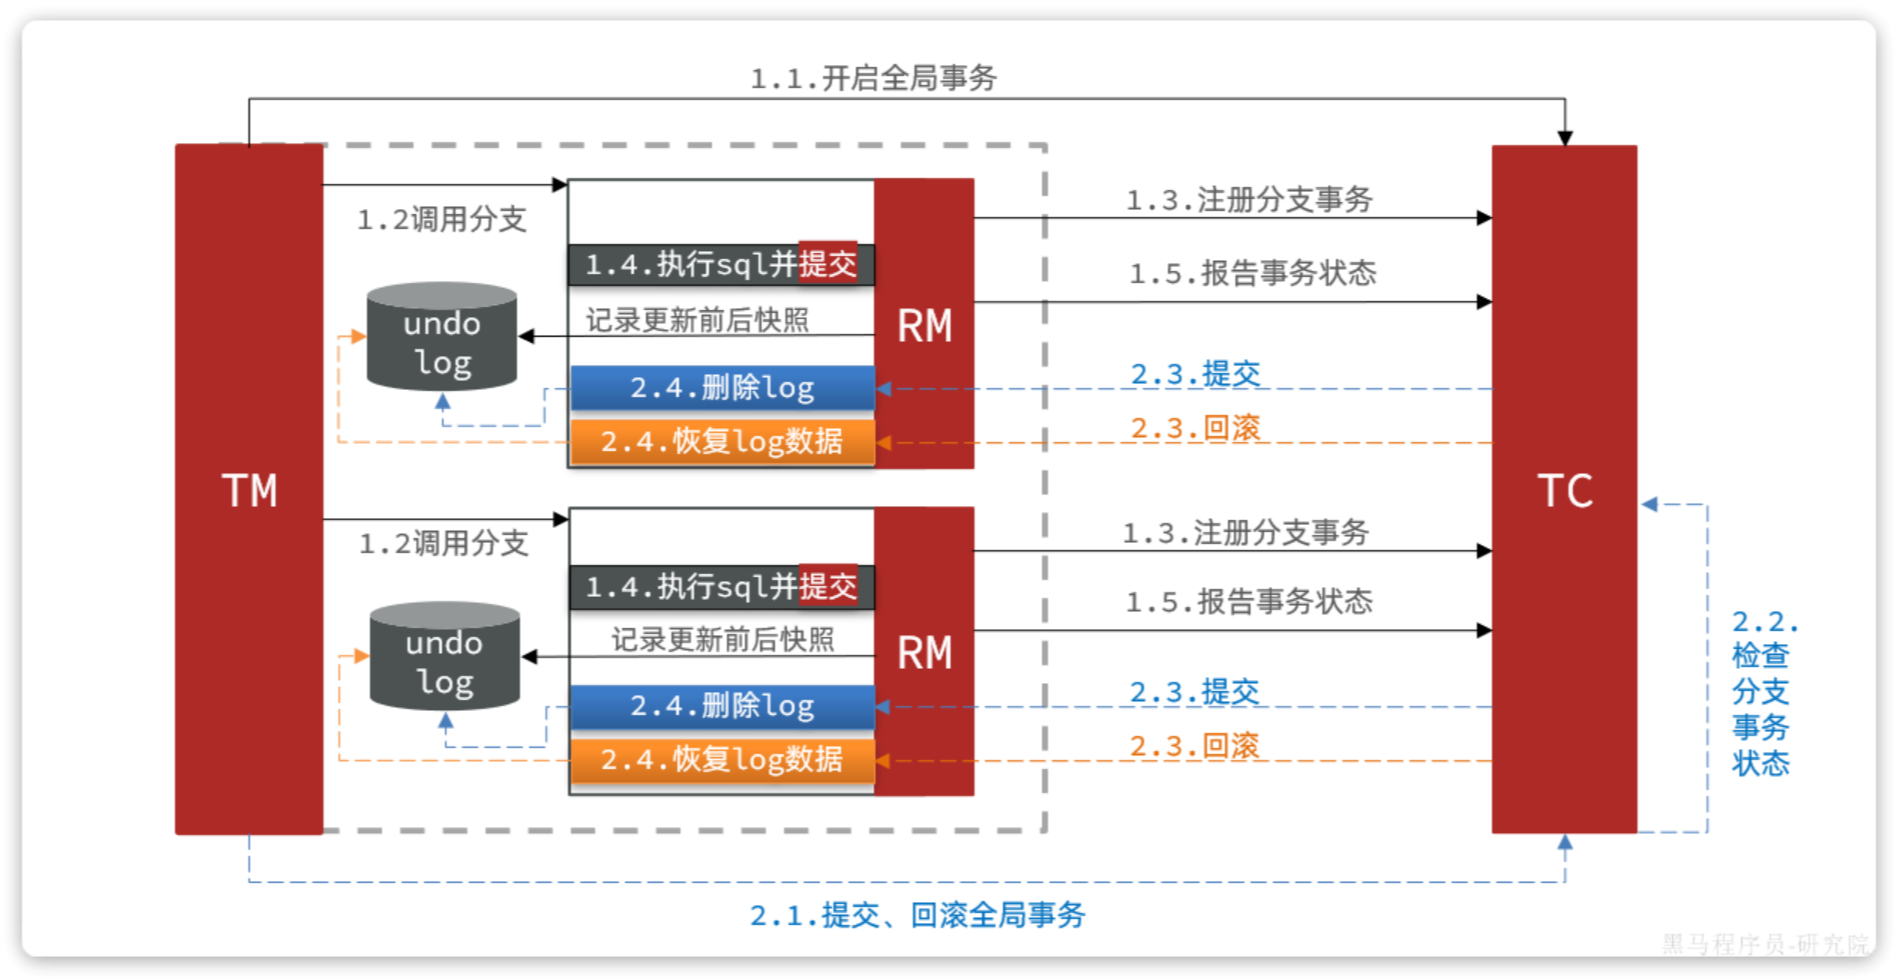 1.1.开启全局事务
TM
1.2调用分支
1.4.执行sql并提交
记录更新前后快照
undo
log
2.4.删除log
2.4.恢复log数据
RM
1.3.注册分支事务
1.5.报告事务状态
2.3.提交
2.3.回滚
1.2调用分支
1.4.执行sql并提交
记录更新前后快照
undo
log
2.4.删除log
2.4.恢复log数据
RM
1.3.注册分支事务
1.5.报告事务状态
2.3.提交
2.3.回滚
TC
2.2.
检查
分支
事务
状态
2.1.提交、回滚全局事务
黑马程序员-研究院